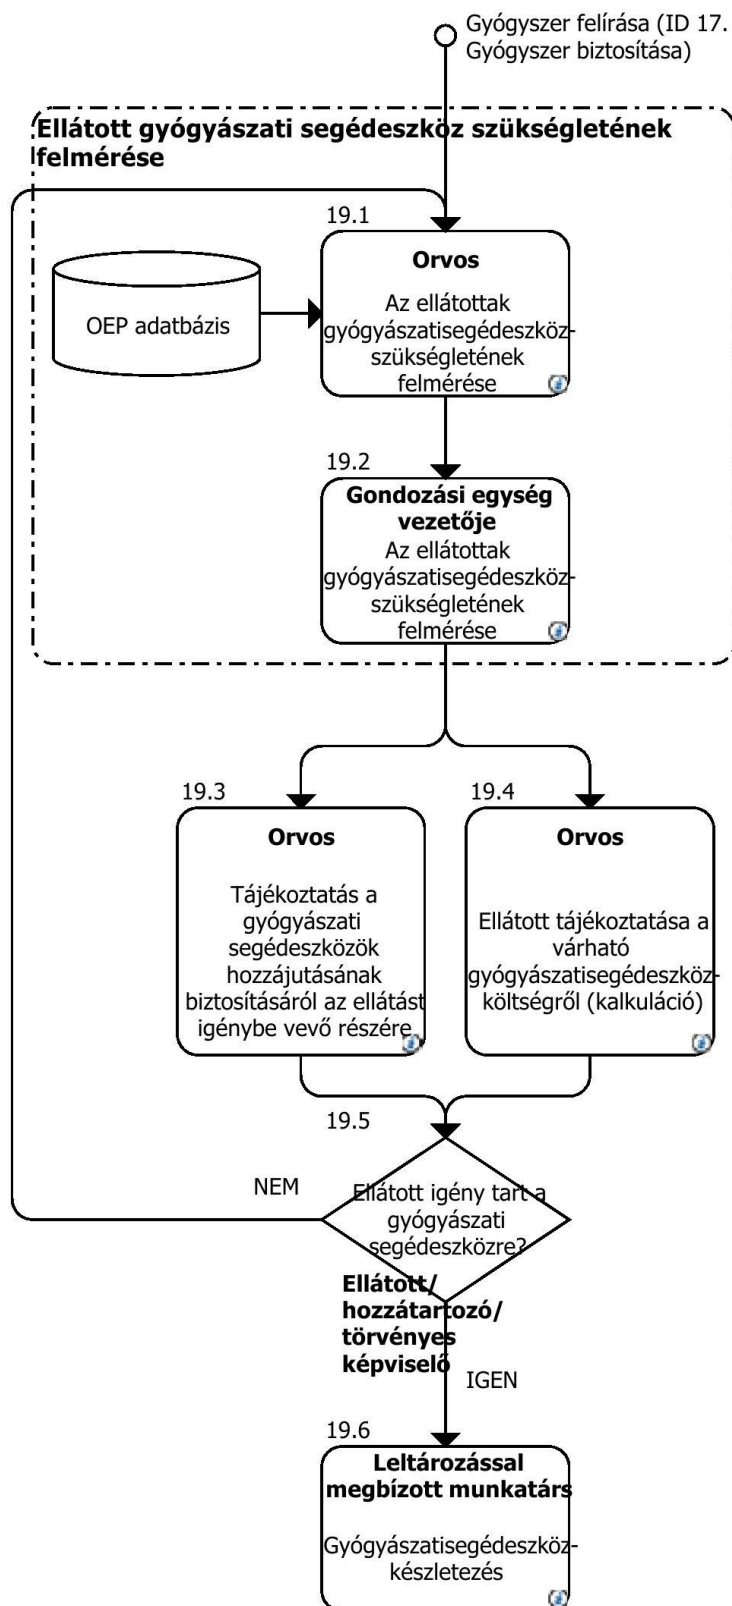 Gyógyszer felírása (ID 17.
Gyógyszer biztosítása)
Ellátott gyógyászati segédeszköz szükségletének
felmérése
19.1
Orvos
Az ellátottak
gyógyászatisegédeszköz-
szükségletének
felmérése
OEP adatbázis
19.2
Gondozási egység
vezetője
Az ellátottak
gyógyászatisegédeszköz-
szükségletének
felmérése
19.3
Orvos
Tájékoztatás a
gyógyászati
segédeszközök
hozzájutásának
biztosításáról az ellátást
igénybe vevő részére
19.4
Orvos
Ellátott tájékoztatása a
várható
gyógyászatisegédeszköz-
költségről (kalkuláció)
19.5
NEM
Ellátott igény tart a
gyógyászati
segédeszközre?
Ellátott/
hozzátartozó/
törvényes
képviselő
IGEN
19.6
Leltározással
megbízott munkatárs
Gyógyászatisegédeszköz-
készletezés